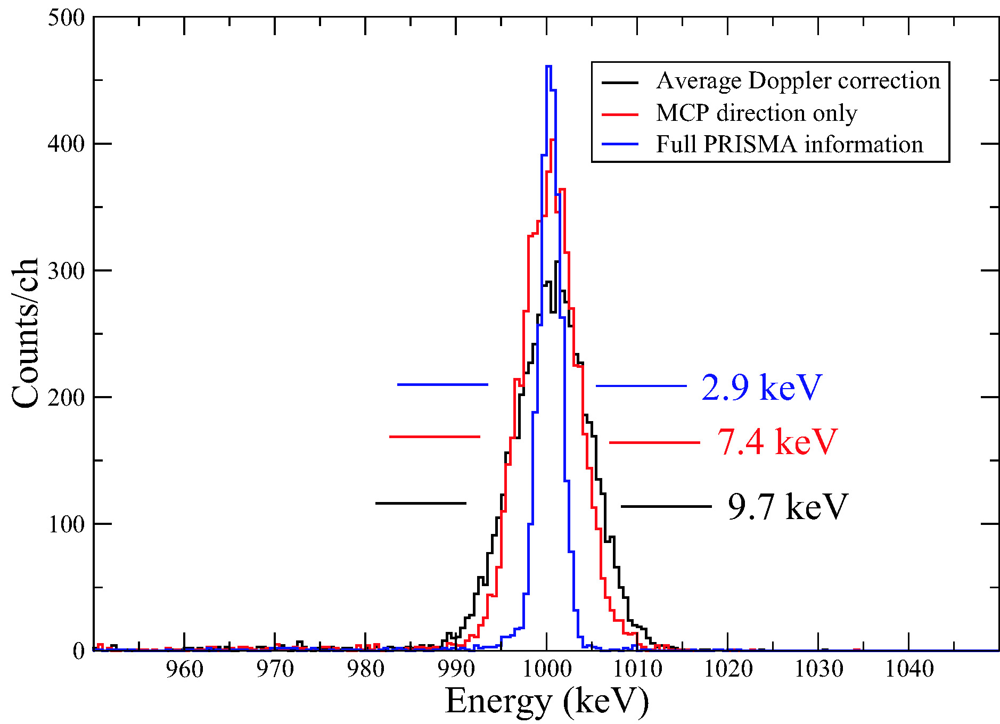 500
400
300
200
100
0
Counts/ch
Average Doppler correction
MCP direction only
Full PRISMA information
2.9 keV
7.4 keV
9.7 keV
960 970 980 990 1000 1010 1020 1030 1040
Energy (keV)